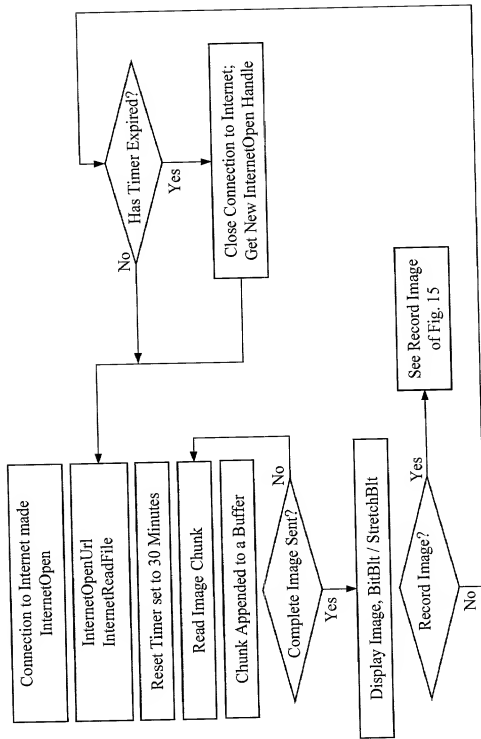 Connection to Internet made
InternetOpen
InternetOpenUrl
InternetReadFile
Reset Timer set to 30 Minutes
Read Image Chunk
Chunk Appended to a Buffer
Complete Image Sent?
No
Yes
Display Image, BitBlt / StretchBlt
Record Image?
Yes
No
See Record Image
of Fig. 15
Has Timer Expired?
No
Yes
Close Connection to Internet;
Get New InternetOpen Handle